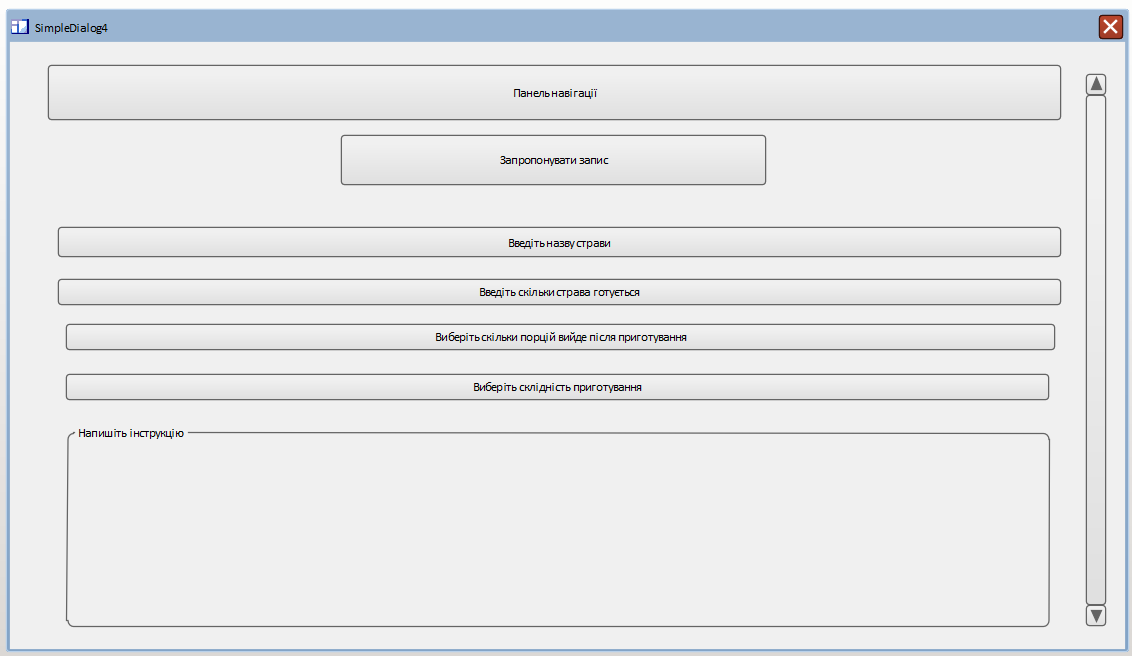 SimpleDialog4
Панель навігації
Запропонувати запис
Введіть назву страви
Введіть скільки страва готується
Виберіть скільки порцій вийде після приготування
Виберіть склідність приготування
Напишіть інструкцію